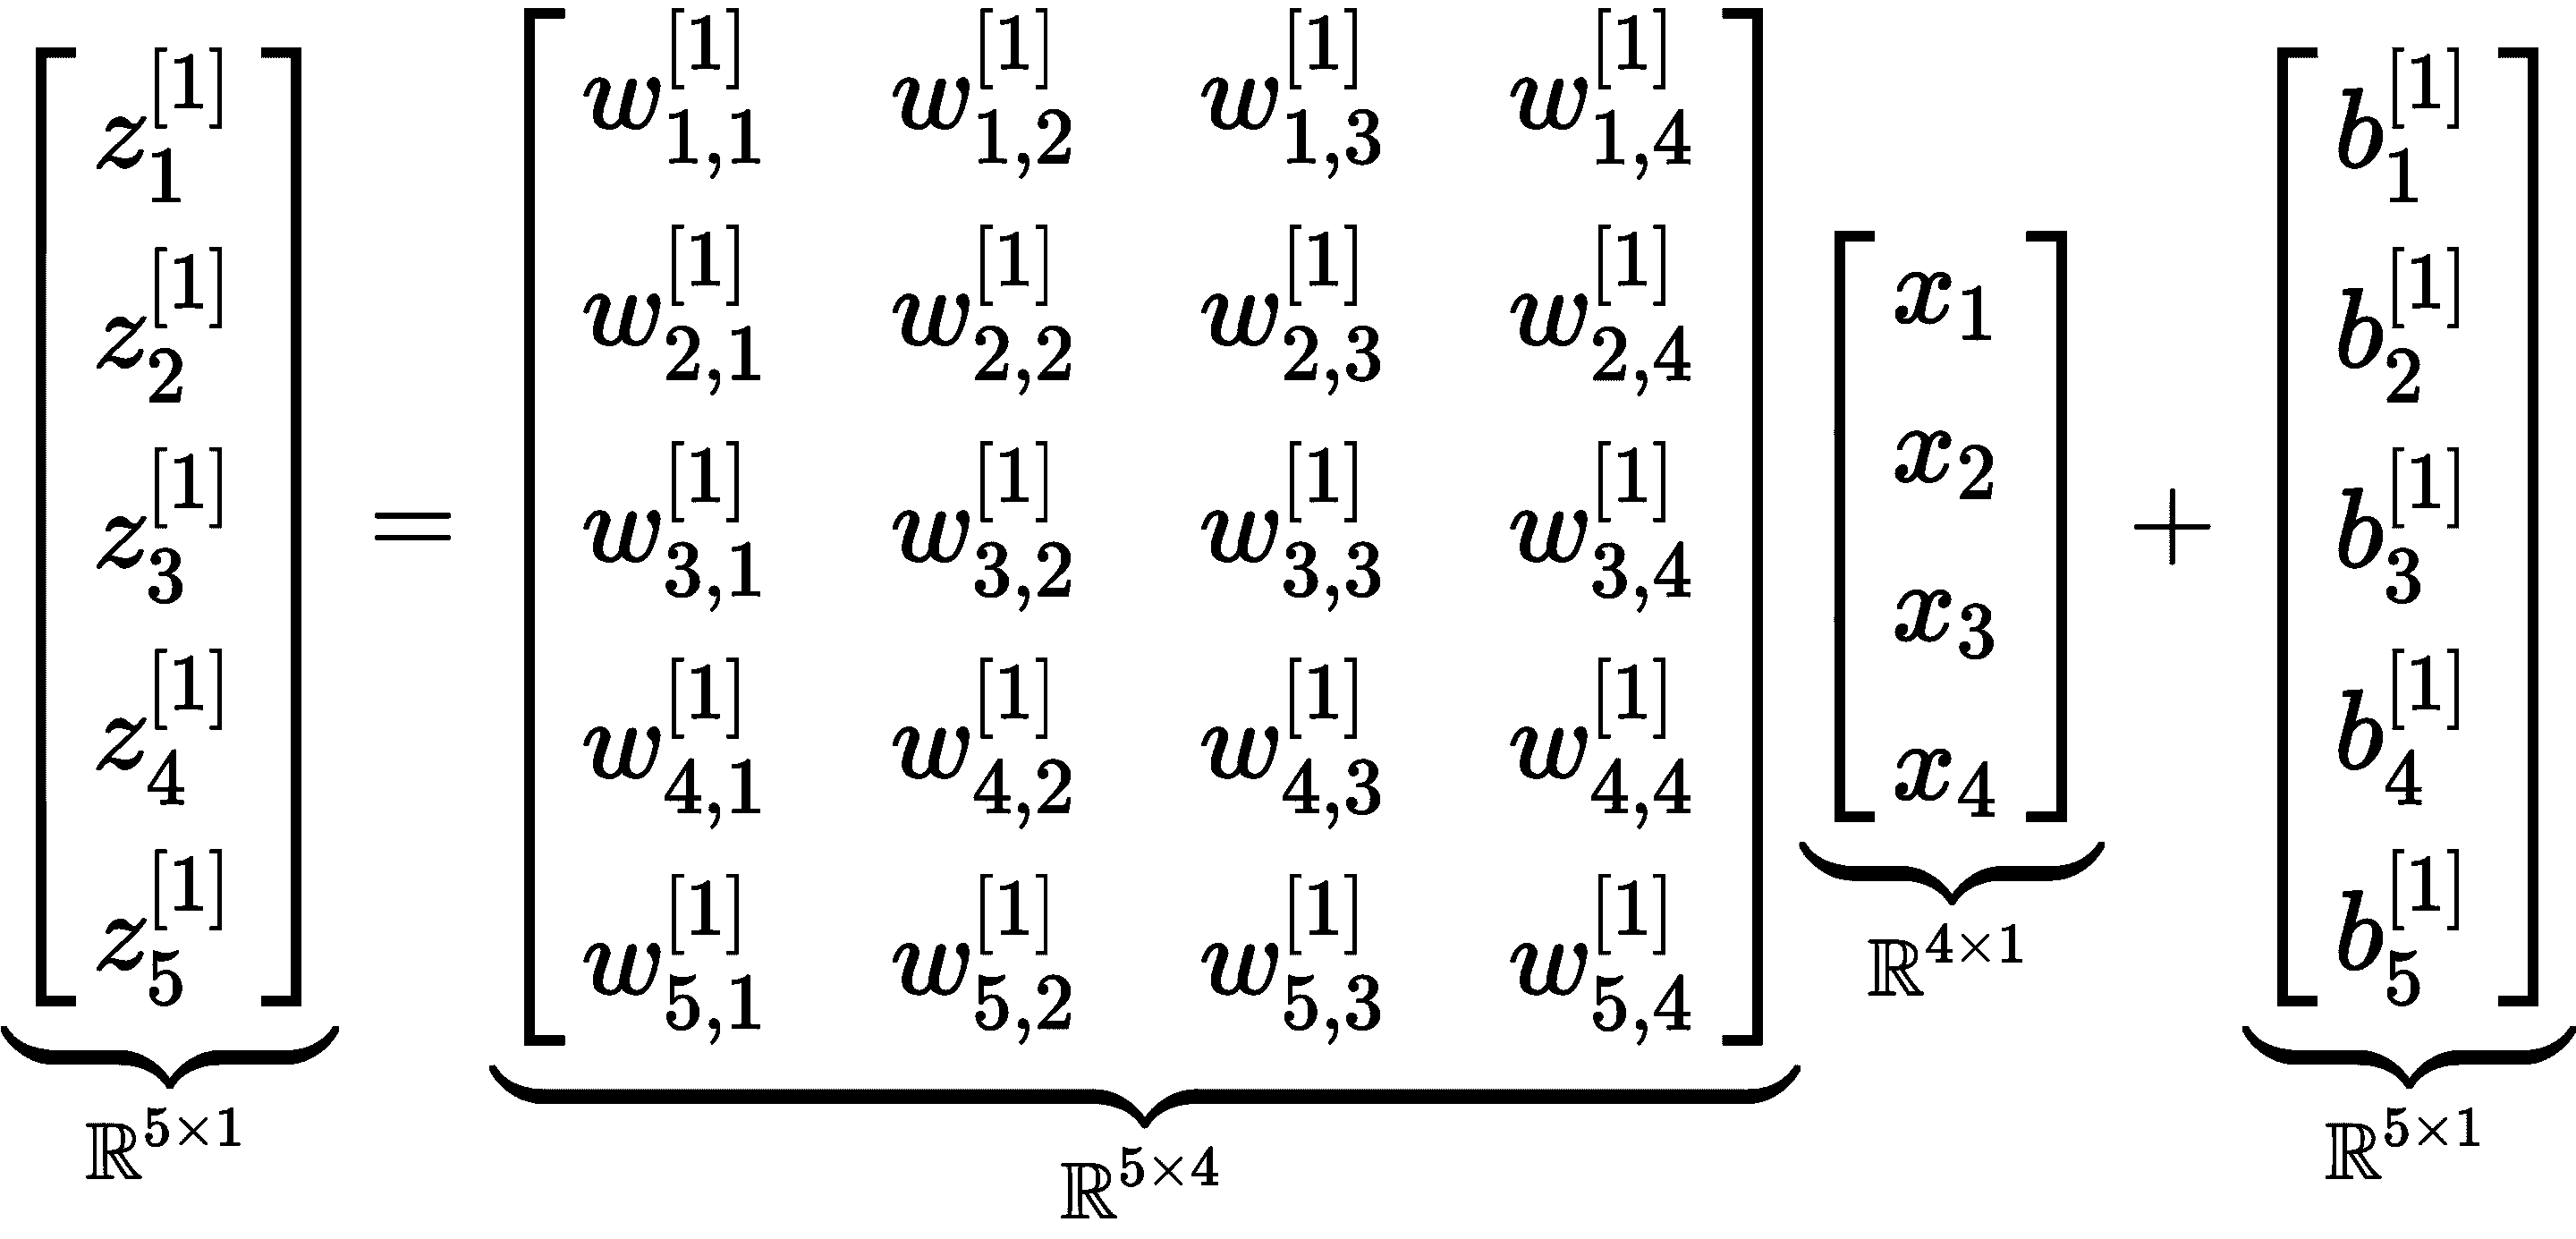 \underbrace{\begin{bmatrix} z_1^{[1]} \\ z_2^{[1]} \\ z_3^{[1]} \\ z_4^{[1]} \\ z_5^{[1]} \end{bmatrix}}_{\mathbb{R}^{5 \times 1}} = \underbrace{\begin{bmatrix} w_{1,1}^{[1]} & w_{1,2}^{[1]} & w_{1,3}^{[1]} & w_{1,4}^{[1]} \\ w_{2,1}^{[1]} & w_{2,2}^{[1]} & w_{2,3}^{[1]} & w_{2,4}^{[1]} \\ w_{3,1}^{[1]} & w_{3,2}^{[1]} & w_{3,3}^{[1]} & w_{3,4}^{[1]} \\ w_{4,1}^{[1]} & w_{4,2}^{[1]} & w_{4,3}^{[1]} & w_{4,4}^{[1]} \\ w_{5,1}^{[1]} & w_{5,2}^{[1]} & w_{5,3}^{[1]} & w_{5,4}^{[1]} \end{bmatrix}}_{\mathbb{R}^{5 \times 4}} \underbrace{\begin{bmatrix} x_1 \\ x_2 \\ x_3 \\ x_4 \end{bmatrix}}_{\mathbb{R}^{4 \times 1}} + \underbrace{\begin{bmatrix} b_1^{[1]} \\ b_2^{[1]} \\ b_3^{[1]} \\ b_4^{[1]} \\ b_5^{[1]} \end{bmatrix}}_{\mathbb{R}^{5 \times 1}}